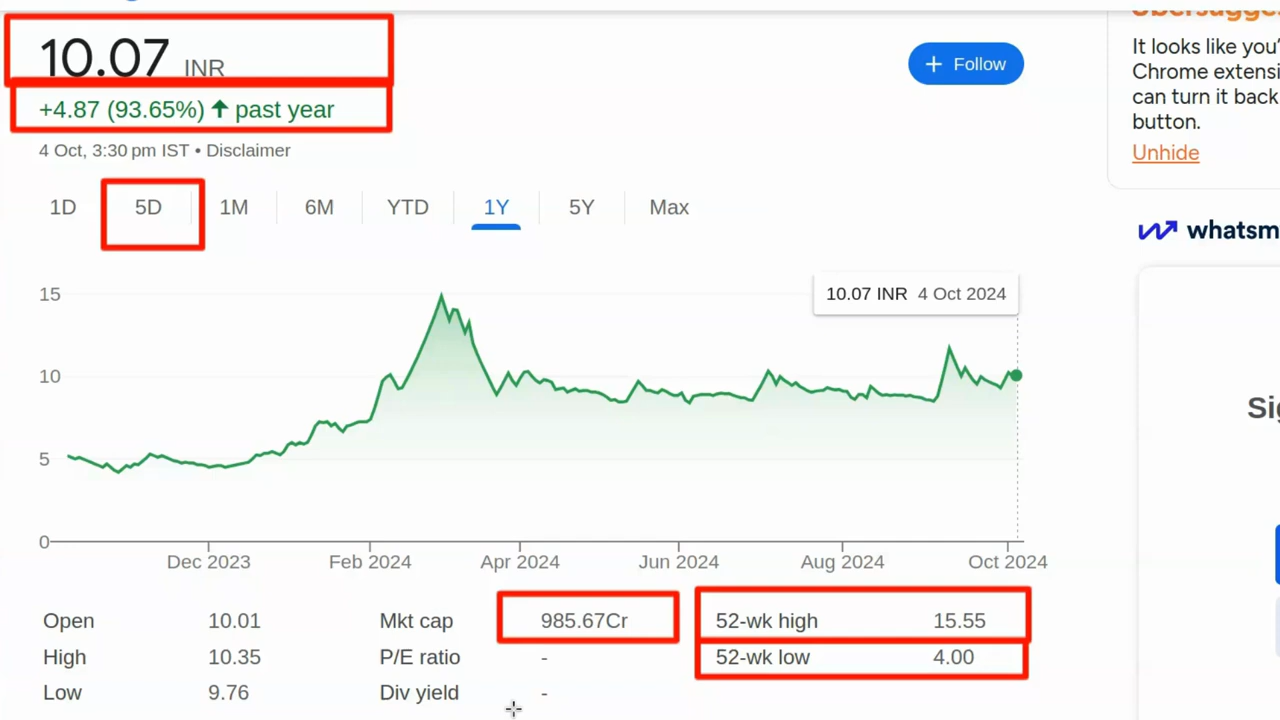 10.07 INR
+4.87 (93.65%) ↑ past year
4 Oct, 3:30 pm IST • Disclaimer
+ Follow
1D 5D 1M 6M YTD 1Y 5Y Max
10.07 INR 4 Oct 2024
15
10
5
0
Dec 2023 Feb 2024 Apr 2024 Jun 2024 Aug 2024 Oct 2024
Open 10.01 Mkt cap 985.67Cr 52-wk high 15.55
High 10.35 P/E ratio - 52-wk low 4.00
Low 9.76 Div yield -
It looks like you'
Chrome extensi
can turn it back
button.
Unhide
whatsm
Sig